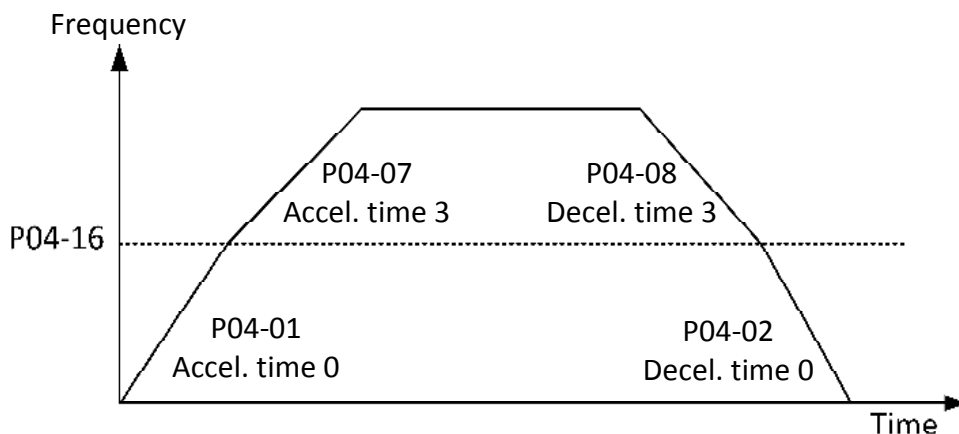 Frequency
P04-07
Accel. time 3
P04-08
Decel. time 3
P04-16
P04-01
Accel. time 0
P04-02
Decel. time 0
Time